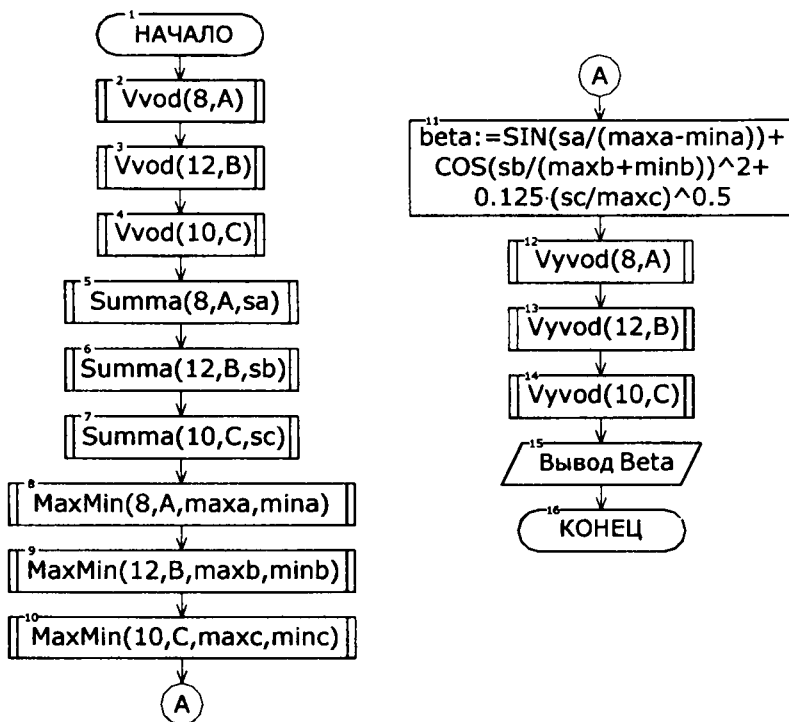 1
НАЧАЛО
2
Vvod(8,A)
3
Vvod(12,B)
4
Vvod(10,C)
5
Summa(8,A,sa)
6
Summa(12,B,sb)
7
Summa(10,C,sc)
8
MaxMin(8,A,maxa,mina)
9
MaxMin(12,B,maxb,minb)
10
MaxMin(10,C,maxc,minc)
A
A
11
beta:=SIN(sa/(maxa-mina))+
COS(sb/(maxb+minb))^2+
0.125·(sc/maxc)^0.5
12
Vyvod(8,A)
13
Vyvod(12,B)
14
Vyvod(10,C)
15
Вывод Beta
16
КОНЕЦ